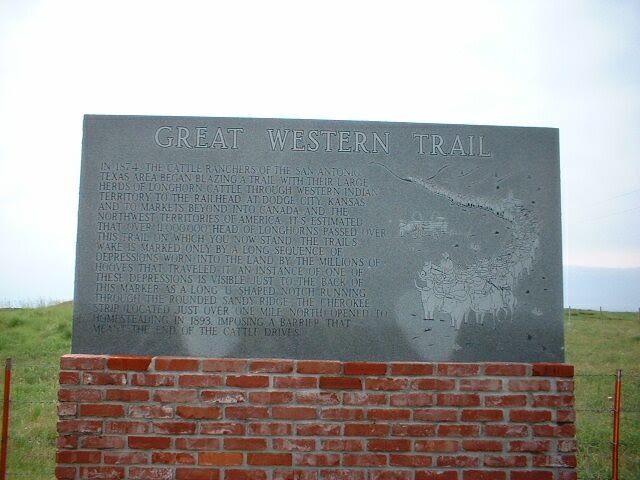 GREAT WESTERN TRAIL
IN 1874, THE CATTLE RANCHERS OF THE SAN ANTONIO,
TEXAS AREA BEGAN BLAZING A TRAIL WITH THEIR LARGE
HERDS OF LONGHORN CATTLE THROUGH WESTERN INDIAN
TERRITORY TO THE RAILHEAD AT DODGE CITY, KANSAS
AND TO MARKETS BEYOND INTO CANADA AND THE
NORTHWEST TERRITORIES OF AMERICA. IT'S ESTIMATED
THAT OVER 11,000,000 HEAD OF LONGHORNS PASSED OVER
THIS TRAIL ON WHICH YOU NOW STAND. THE TRAIL'S
WAKE IS MARKED ONLY BY A LONG SEQUENCE OF
DEPRESSIONS WORN INTO THE LAND BY THE MILLIONS OF
HOOVES THAT TRAVELED IT. AN INSTANCE OF ONE OF
THESE DEPRESSIONS IS VISIBLE JUST TO THE BACK OF
THIS MARKER AS A LONG U-SHAPED NOTCH RUNNING
THROUGH THE ROUNDED SANDY RIDGE. THE CHEROKEE
STRIP (LOCATED JUST OVER ONE MILE NORTH) OPENED TO
HOMESTEADING IN 1893, IMPOSING A BARRIER THAT
MEANT THE END OF THE CATTLE DRIVES.